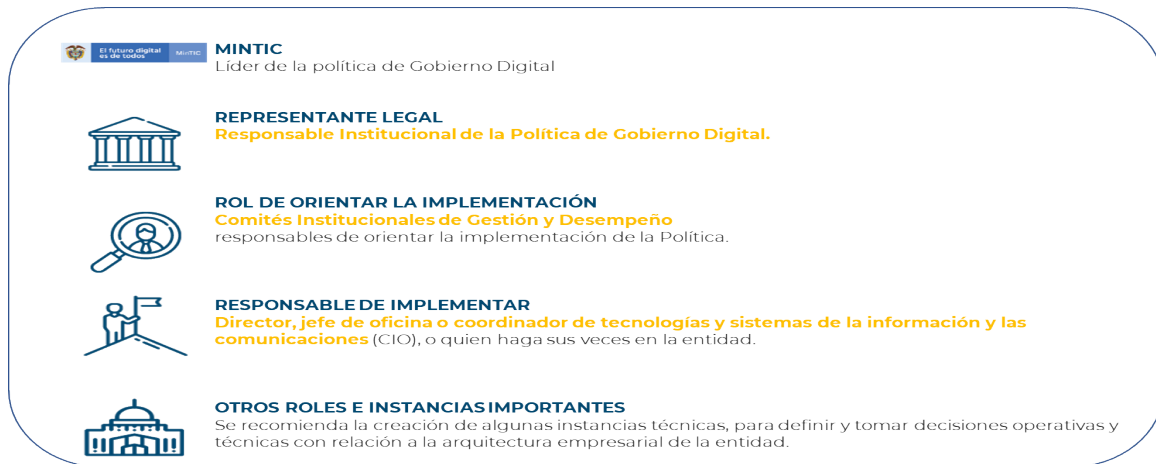 El futuro digital
es de todos
MinTIC
MINTIC
Líder de la política de Gobierno Digital
REPRESENTANTE LEGAL
Responsable Institucional de la Política de Gobierno Digital.
ROL DE ORIENTAR LA IMPLEMENTACIÓN
Comités Institucionales de Gestión y Desempeño
responsables de orientar la implementación de la Política.
RESPONSABLE DE IMPLEMENTAR
Director, jefe de oficina o coordinador de tecnologías y sistemas de la información y las
comunicaciones (CIO), o quien haga sus veces en la entidad.
OTROS ROLES E INSTANCIAS IMPORTANTES
Se recomienda la creación de algunas instancias técnicas, para definir y tomar decisiones operativas y
técnicas con relación a la arquitectura empresarial de la entidad.